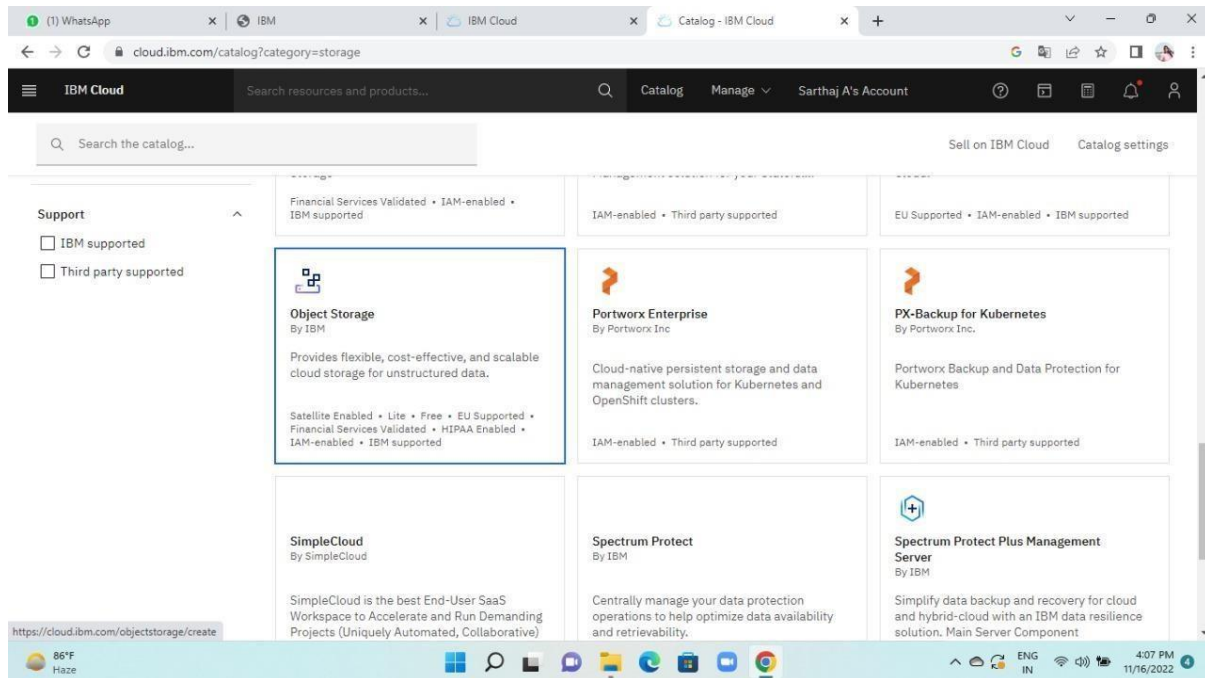 (1) WhatsApp
IBM
IBM Cloud
Catalog - IBM Cloud
cloud.ibm.com/catalog?category=storage
IBM Cloud
Search resources and products...
Catalog
Manage
Sarthaj A's Account
Search the catalog...
Sell on IBM Cloud
Catalog settings
Support
IBM supported
Third party supported
Financial Services Validated • IAM-enabled •
IBM supported
IAM-enabled • Third party supported
EU Supported • IAM-enabled • IBM supported
Object Storage
By IBM
Provides flexible, cost-effective, and scalable
cloud storage for unstructured data.
Satellite Enabled • Lite • Free • EU Supported •
Financial Services Validated • HIPAA Enabled •
IAM-enabled • IBM supported
Portworx Enterprise
By Portworx Inc
Cloud-native persistent storage and data
management solution for Kubernetes and
OpenShift clusters.
IAM-enabled • Third party supported
PX-Backup for Kubernetes
By Portworx Inc.
Portworx Backup and Data Protection for
Kubernetes
IAM-enabled • Third party supported
SimpleCloud
By SimpleCloud
SimpleCloud is the best End-User SaaS
Workspace to Accelerate and Run Demanding
Projects (Uniquely Automated, Collaborative)
Spectrum Protect
By IBM
Centrally manage your data protection
operations to help optimize data availability
and retrievability.
Spectrum Protect Plus Management
Server
By IBM
Simplify data backup and recovery for cloud
and hybrid-cloud with an IBM data resilience
solution. Main Server Component
https://cloud.ibm.com/objectstorage/create
86°F
Haze
ENG
IN
4:07 PM
11/16/2022
4